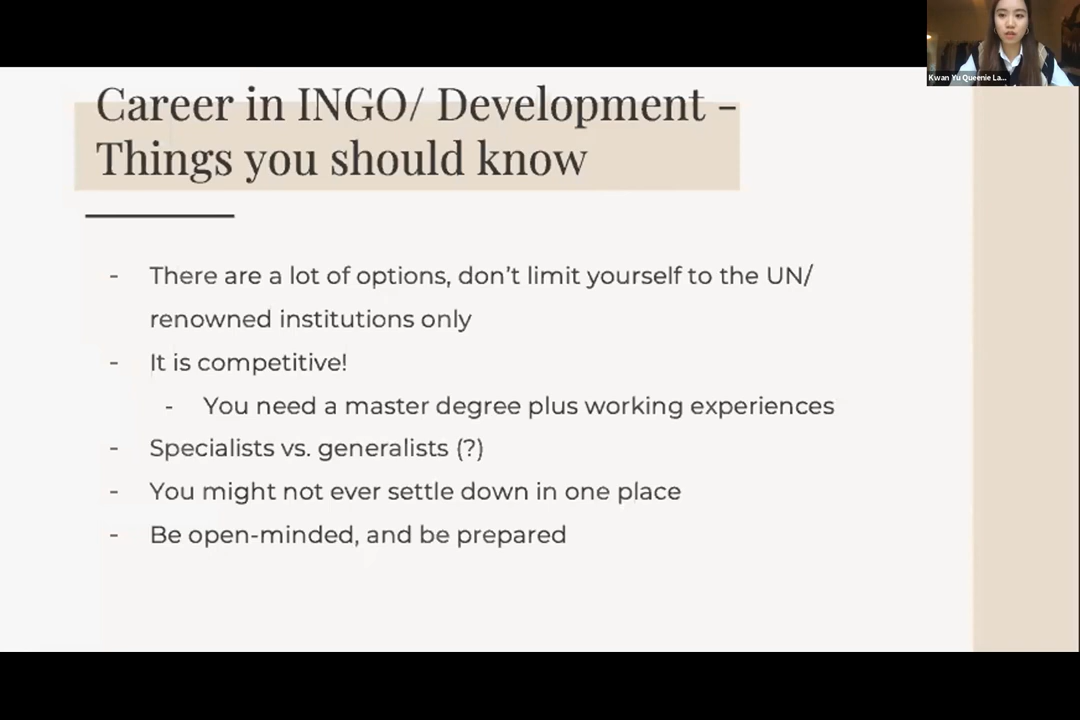 Kwan Yu Queenie La...
Career in INGO/ Development -
Things you should know
- There are a lot of options, don't limit yourself to the UN/
renowned institutions only
- It is competitive!
- You need a master degree plus working experiences
- Specialists vs. generalists (?)
- You might not ever settle down in one place
- Be open-minded, and be prepared